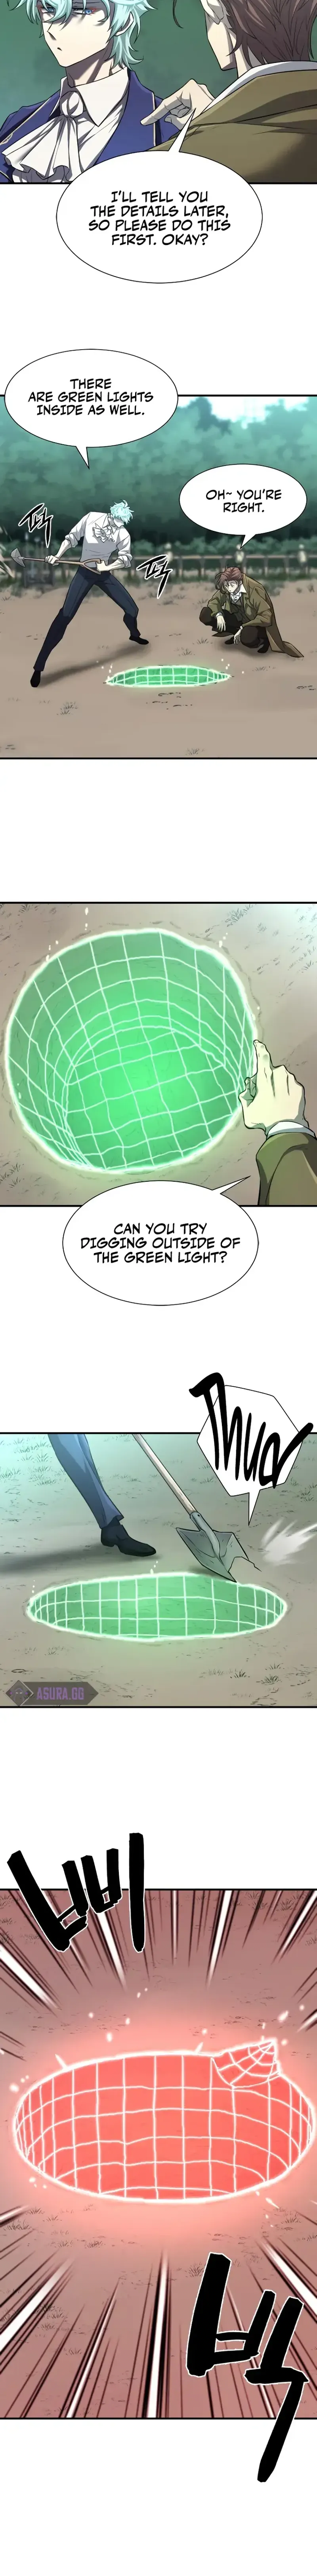 I'LL TELL YOU
THE DETAILS LATER,
SO PLEASE DO THIS
FIRST. OKAY?
THERE
ARE GREEN LIGHTS
INSIDE AS WELL.
OH~ YOU'RE
RIGHT.
CAN YOU TRY
DIGGING OUTSIDE OF
THE GREEN LIGHT?
Thud
ASURA.GG